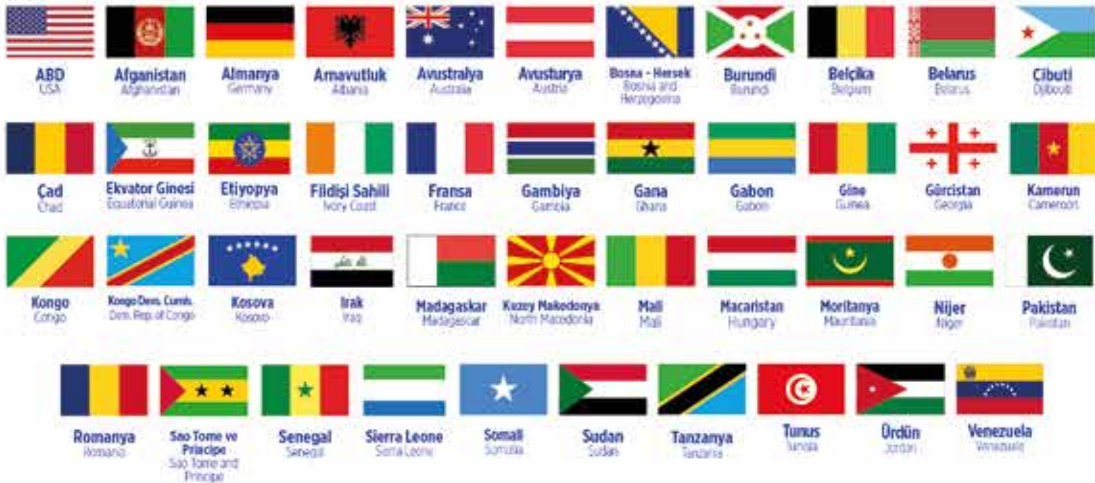 ABD
USA
Afganistan
Afghanistan
Almanya
Germany
Arnavutluk
Albania
Avustralya
Australia
Avusturya
Austria
Bosna - Hersek
Bosnia and
Herzegovina
Burundi
Burundi
Belçika
Belgium
Belarus
Belarus
Cibuti
Djibouti
Çad
Chad
Ekvator Ginesi
Equatorial Guinea
Etiyopya
Ethiopia
Fildişi Sahili
Ivory Coast
Fransa
France
Gambiya
Gambia
Gana
Ghana
Gabon
Gabon
Gine
Guinea
Gürcistan
Georgia
Kamerun
Cameroon
Kongo
Congo
Kongo Dem. Cumh.
Dem. Rep. of Congo
Kosova
Kosovo
Irak
Iraq
Madagaskar
Madagascar
Kuzey Makedonya
North Macedonia
Mali
Mali
Macaristan
Hungary
Moritanya
Mauritania
Nijer
Niger
Pakistan
Pakistan
Romanya
Romania
Sao Tome ve
Principe
Sao Tome and
Principe
Senegal
Senegal
Sierra Leone
Sierra Leone
Somali
Somalia
Sudan
Sudan
Tanzanya
Tanzania
Tunus
Tunisia
Ürdün
Jordan
Venezuela
Venezuela